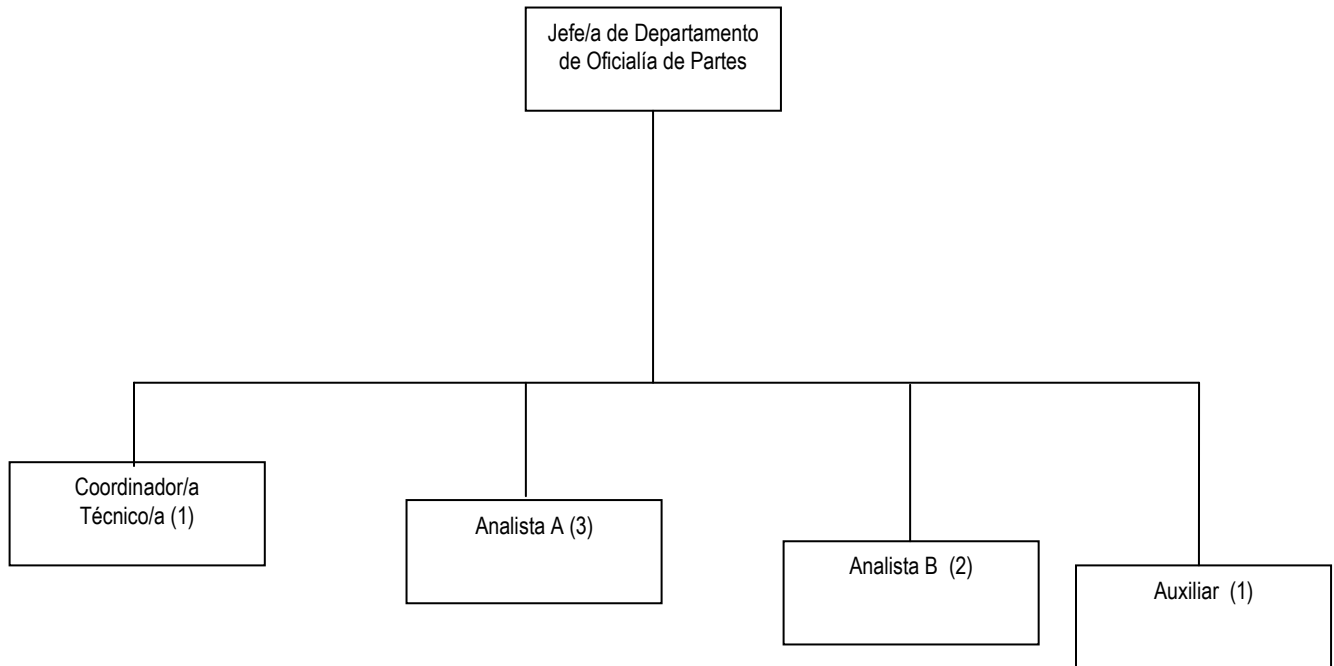 Jefe/a de Departamento
de Oficialía de Partes
Coordinador/a
Técnico/a (1)
Analista A (3)
Analista B (2)
Auxiliar (1)